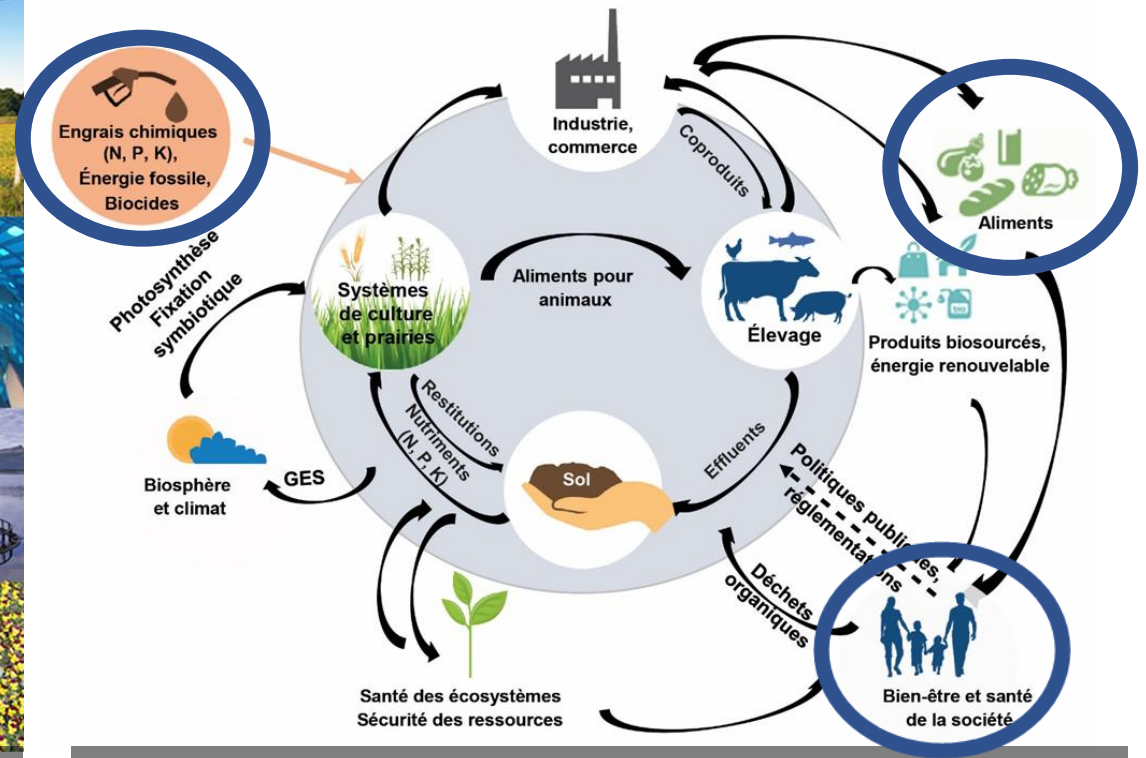 Engrais chimiques
(N, P, K),
Énergie fossile,
Biocides
Industrie,
commerce
Coproduits
Aliments
Photosynthèse
Fixation
symbiotique
Systèmes
de culture
et prairies
Aliments pour
animaux
Élevage
Produits biosourcés,
énergie renouvelable
bio
Restitutions
Nutriments
(N, P, K)
Sol
Effluents
Biosphère
et climat
GES
Politiques publiques,
réglementations
Déchets
organiques
Santé des écosystèmes
Sécurité des ressources
Bien-être et santé
de la société